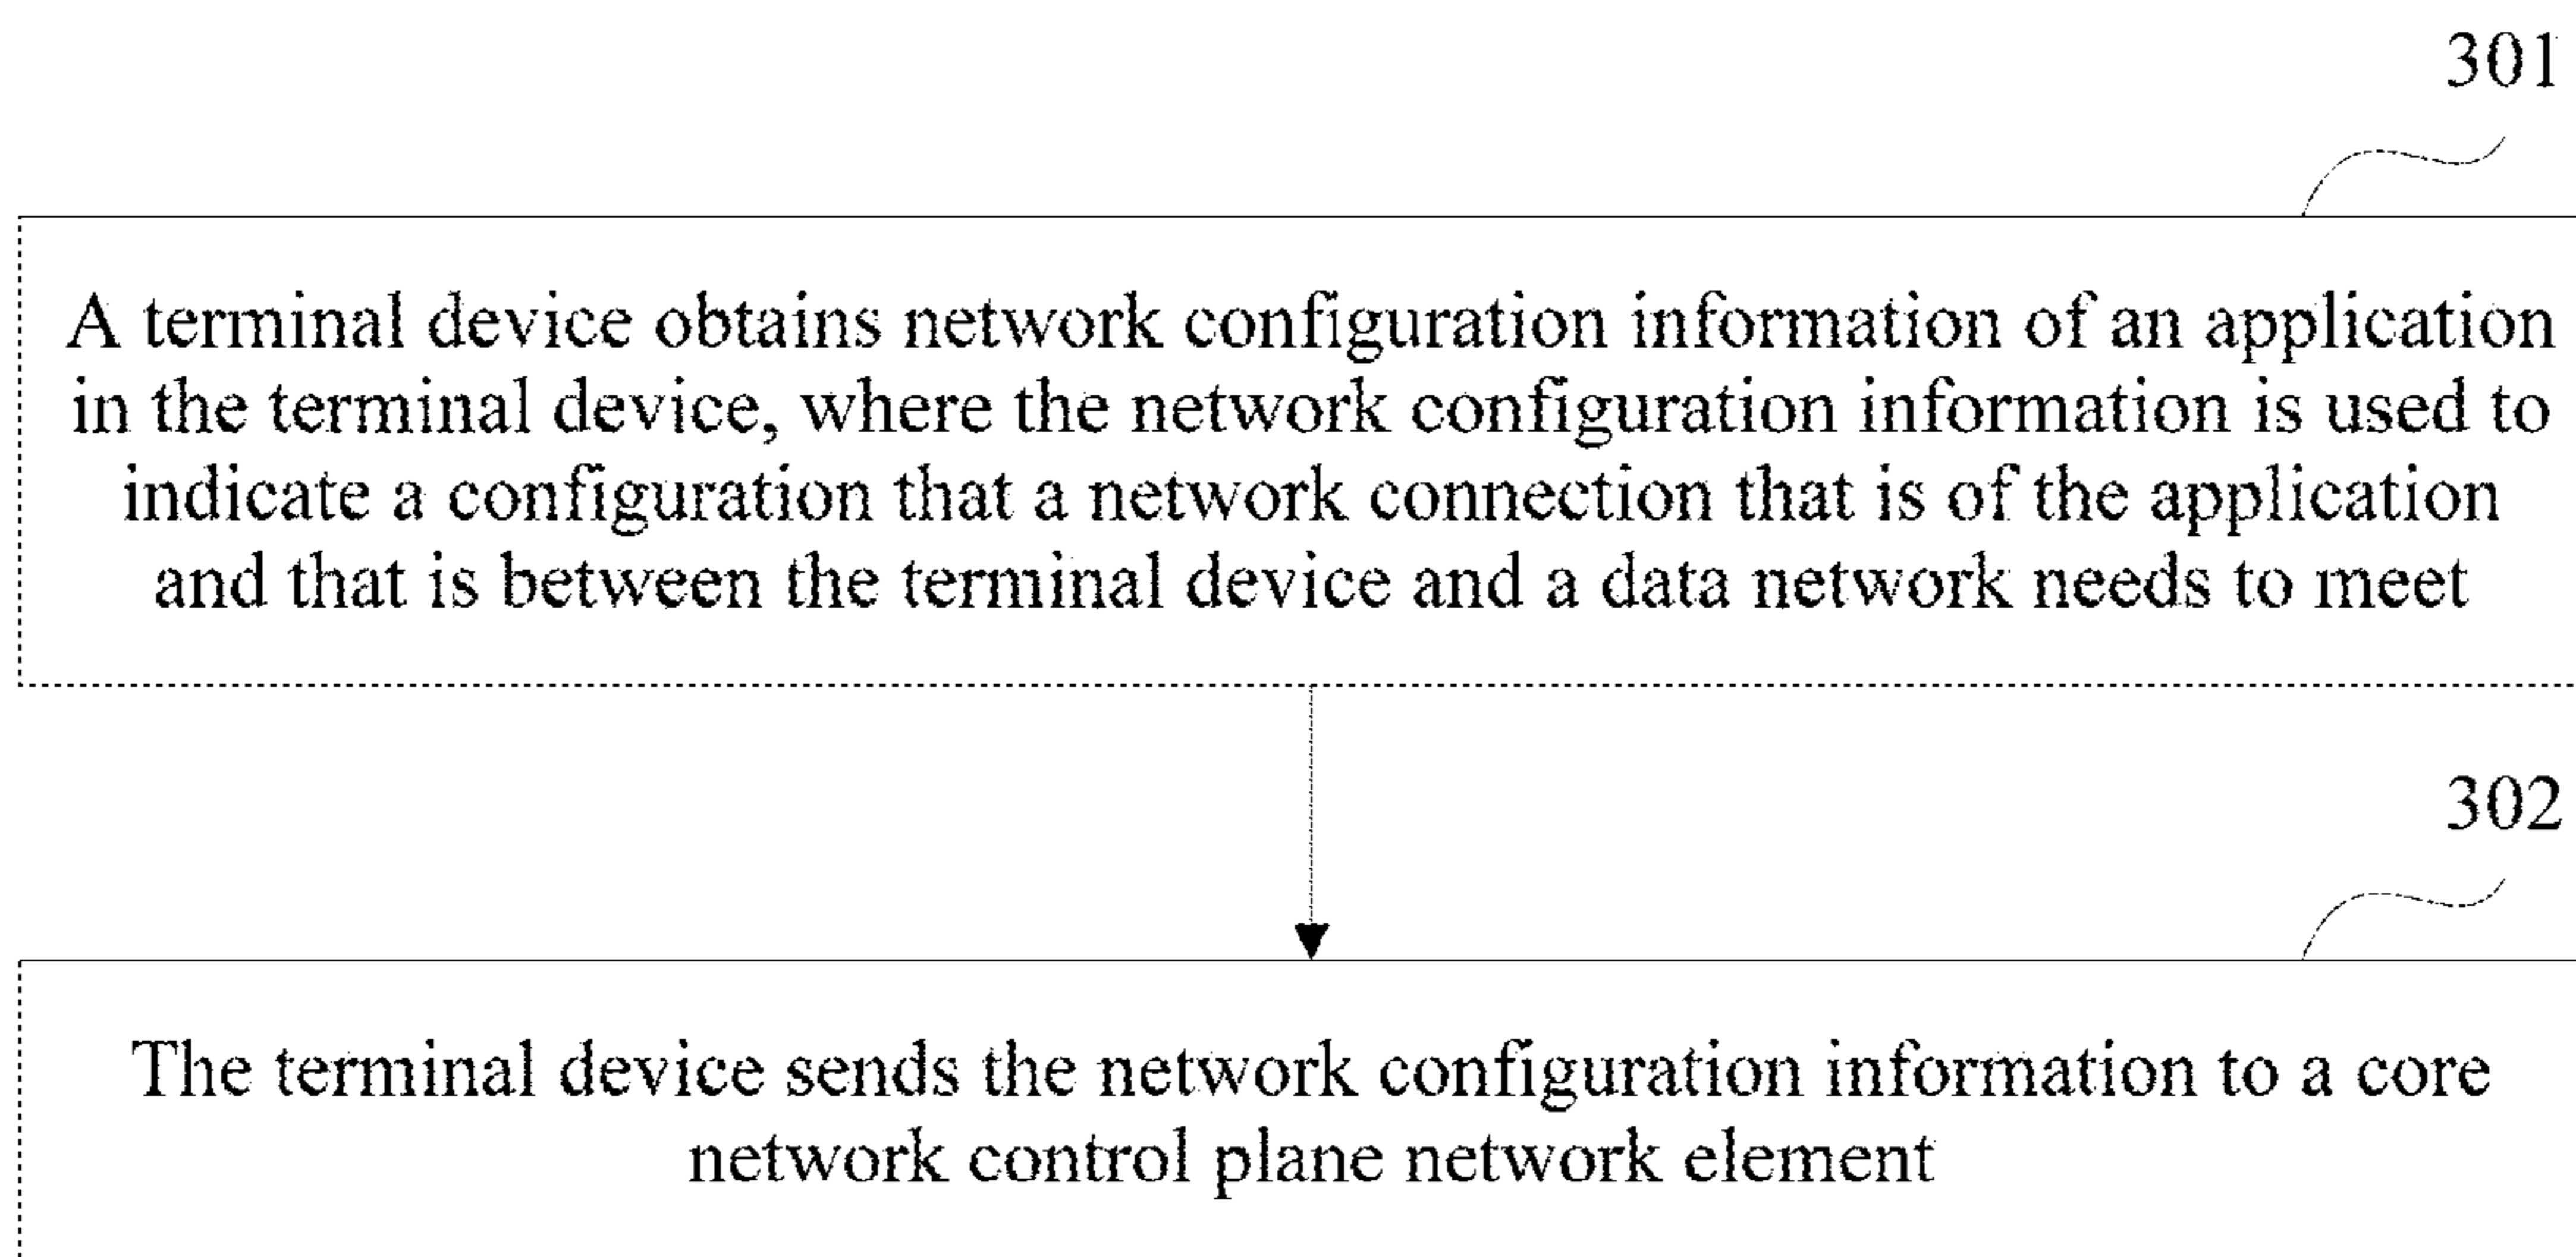 301
A terminal device obtains network configuration information of an application
in the terminal device, where the network configuration information is used to
indicate a configuration that a network connection that is of the application
and that is between the terminal device and a data network needs to meet
302
The terminal device sends the network configuration information to a core
network control plane network element